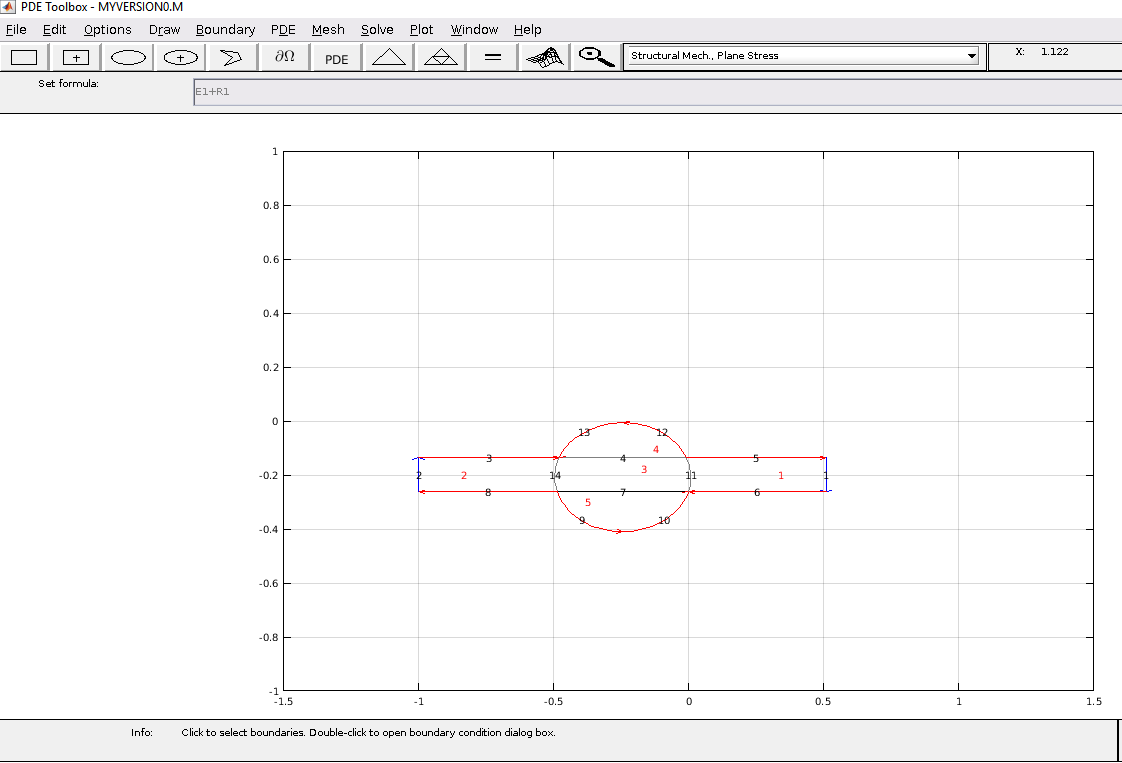 PDE Toolbox - MYVERSION0.M
File Edit Options Draw Boundary PDE Mesh Solve Plot Window Help
+ + ∂Ω PDE = Structural Mech., Plane Stress X: 1.122
Set formula: E1+R1
1
0.8
0.6
0.4
0.2
0
13 12
4
3 4 5
3
2 2 14 11 1 1
-0.2
8 7 6
5
9 10
-0.4
-0.6
-0.8
-1
-1.5 -1 -0.5 0 0.5 1 1.5
Info: Click to select boundaries. Double-click to open boundary condition dialog box.